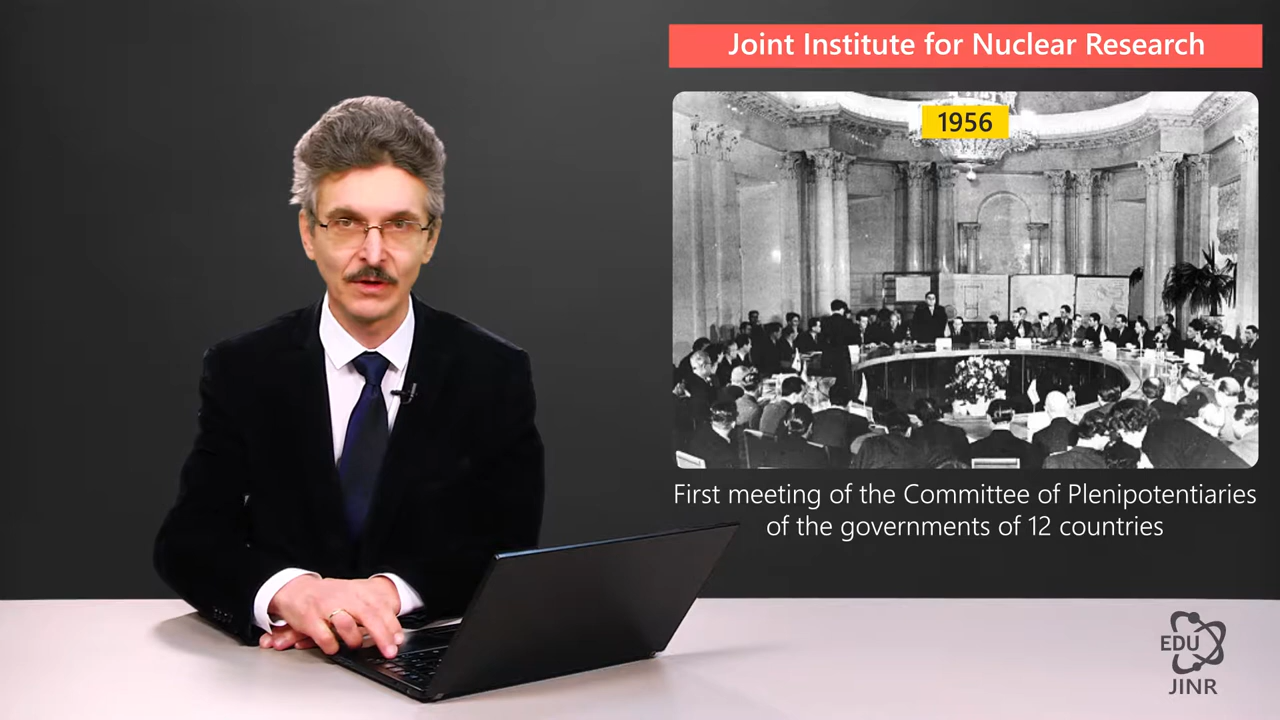 Joint Institute for Nuclear Research
1956
First meeting of the Committee of Plenipotentiaries
of the governments of 12 countries
EDU
JINR